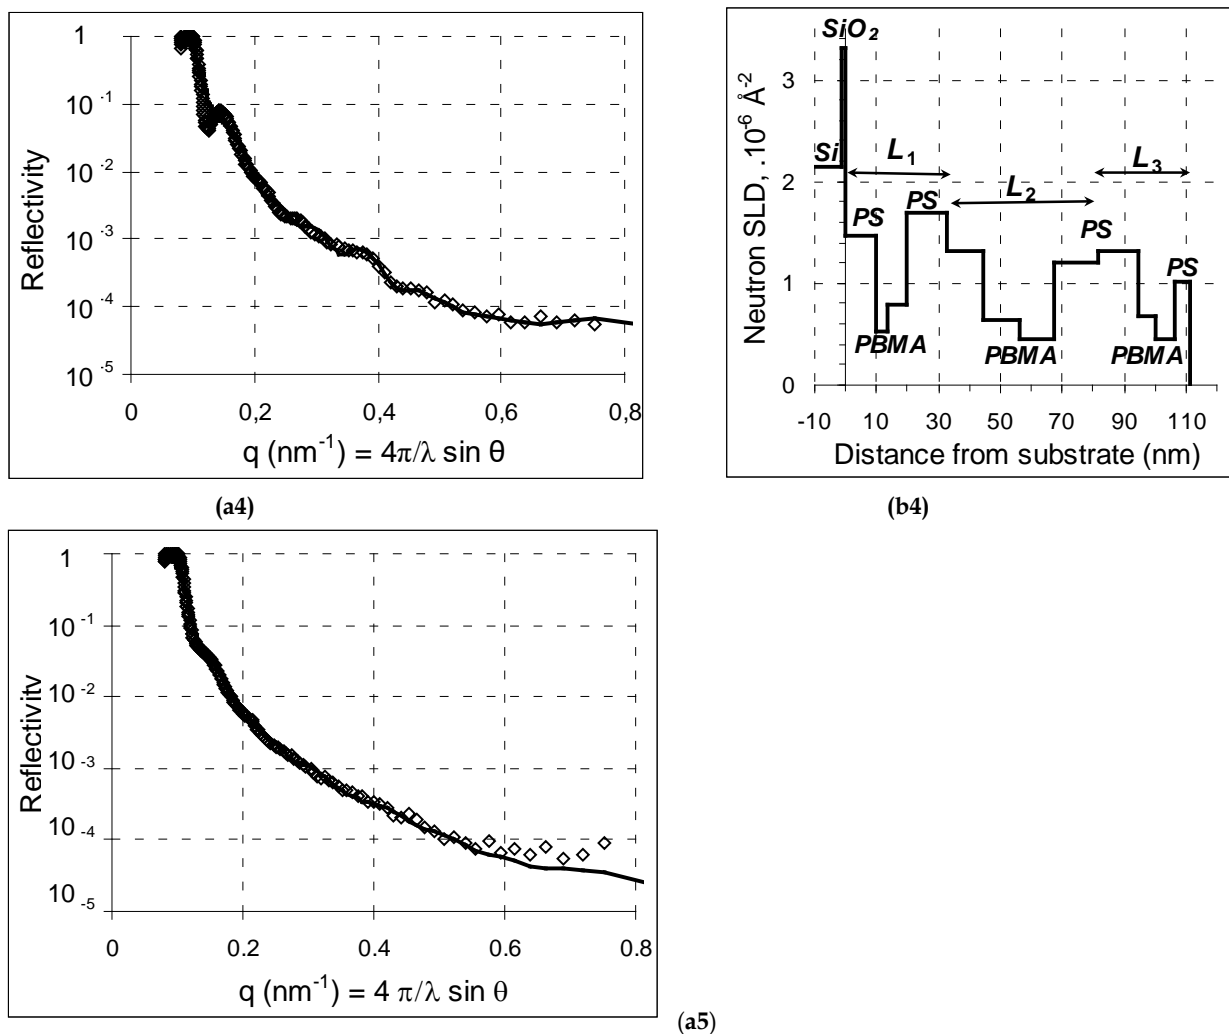 1
10⁻¹
10⁻²
10⁻³
10⁻⁴
10⁻⁵
Reflectivity
0 0,2 0,4 0,6 0,8
q (nm⁻¹) = 4π/λ sin θ
(a4)
SiO₂
Si
L₁
L₂
L₃
PS
PS
PS
PS
PBMA
PBMA
PBMA
3
2
1
0
Neutron SLD, .10⁻⁶ Å⁻²
-10 10 30 50 70 90 110
Distance from substrate (nm)
(b4)
1
10⁻¹
10⁻²
10⁻³
10⁻⁴
10⁻⁵
Reflectivity
0 0.2 0.4 0.6 0.8
q (nm⁻¹) = 4 π/λ sin θ
(a5)